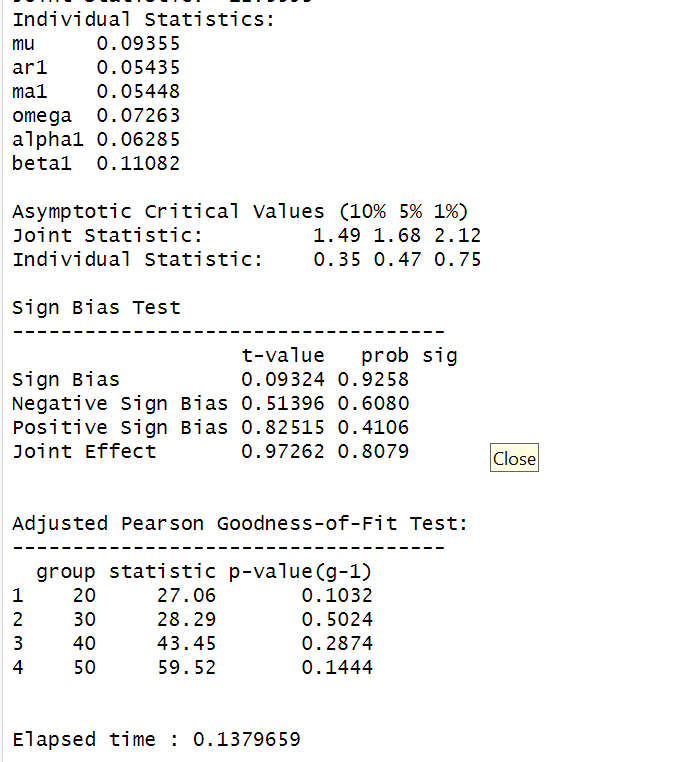 Individual Statistics:
mu 0.09355
ar1 0.05435
ma1 0.05448
omega 0.07263
alpha1 0.06285
beta1 0.11082
Asymptotic Critical Values (10% 5% 1%)
Joint Statistic: 1.49 1.68 2.12
Individual Statistic: 0.35 0.47 0.75
Sign Bias Test
------------------------------------
t-value prob sig
Sign Bias 0.09324 0.9258
Negative Sign Bias 0.51396 0.6080
Positive Sign Bias 0.82515 0.4106
Joint Effect 0.97262 0.8079
Close
Adjusted Pearson Goodness-of-Fit Test:
------------------------------------
group statistic p-value(g-1)
1 20 27.06 0.1032
2 30 28.29 0.5024
3 40 43.45 0.2874
4 50 59.52 0.1444
Elapsed time : 0.1379659